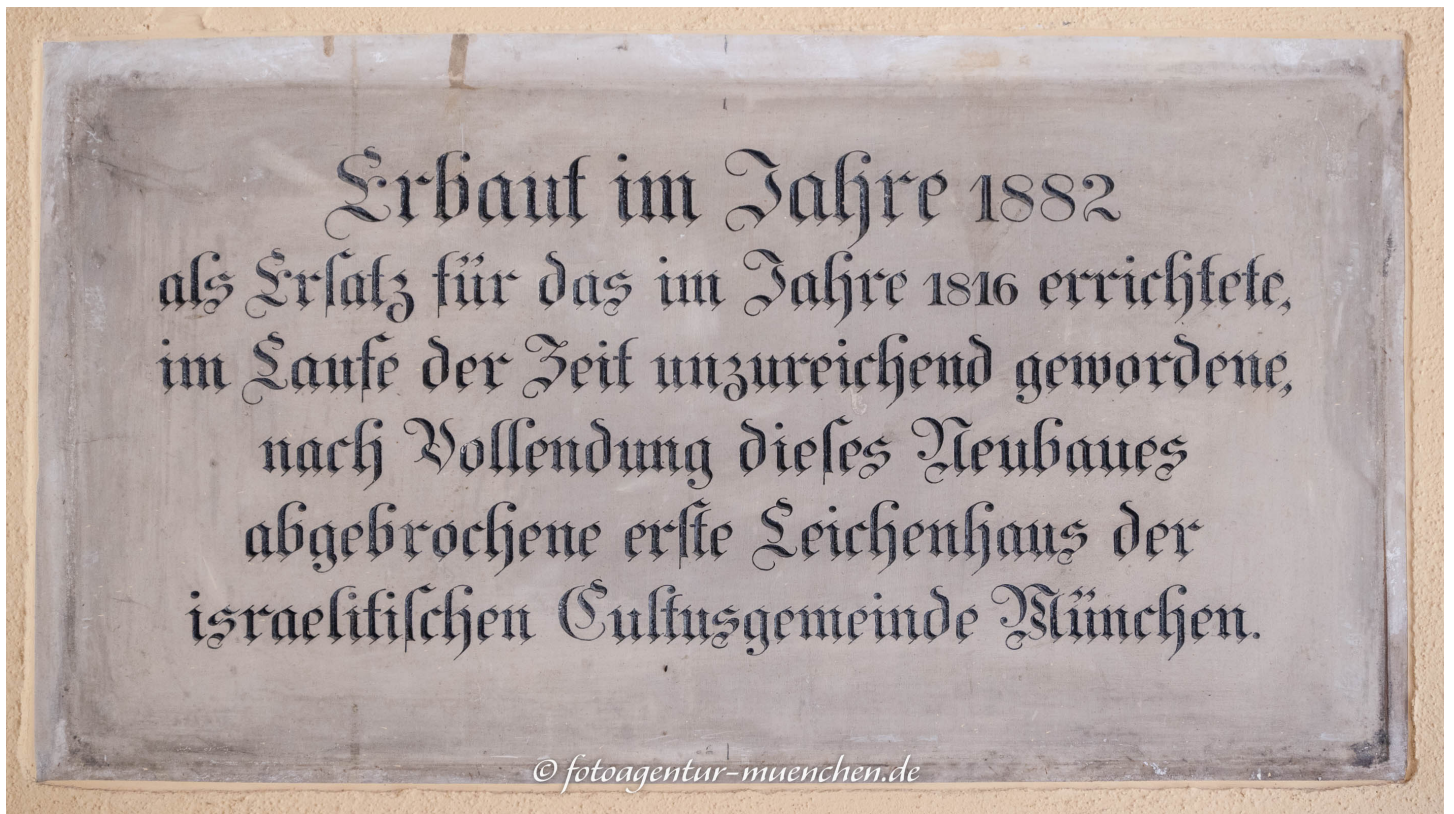 Erbaut im Jahre 1882
als Erſatz für das im Jahre 1816 errichtete,
im Laufe der Zeit unzureichend gewordene,
nach Vollendung dieſes Neubaues
abgebrochene erſte Leichenhaus der
israelitiſchen Cultusgemeinde München.
© fotoagentur-muenchen.de